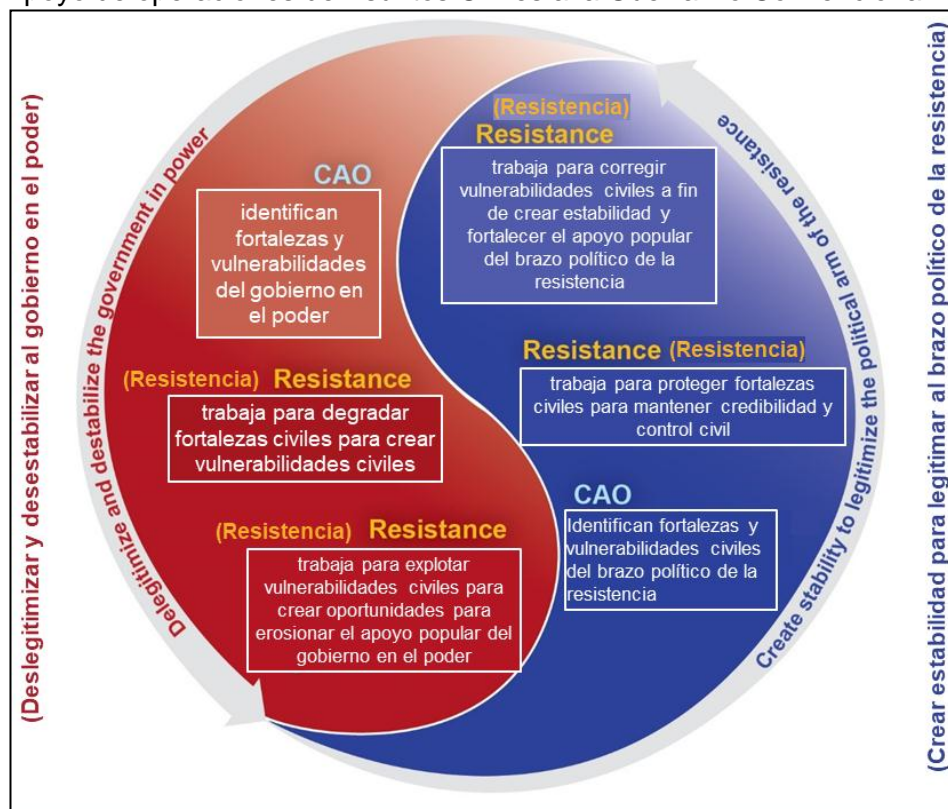 (Deslegitimizar y desestabilizar al gobierno en el poder)
Delegitimize and destabilize the government in power
CAO
identifican
fortalezas y
vulnerabilidades
del gobierno en
el poder
(Resistencia) Resistance
trabaja para degradar
fortalezas civiles para crear
vulnerabilidades civiles
(Resistencia) Resistance
trabaja para explotar
vulnerabilidades civiles para
crear oportunidades para
erosionar el apoyo popular del
gobierno en el poder
(Resistencia)
Resistance
trabaja para corregir
vulnerabilidades civiles a fin
de crear estabilidad y
fortalecer el apoyo popular
del brazo político de la
resistencia
Resistance (Resistencia)
trabaja para proteger fortalezas
civiles para mantener credibilidad y
control civil
CAO
Identifican fortalezas y
vulnerabilidades civiles
del brazo político de la
resistencia
Create stability to legitimize the political arm of the resistance
(Crear estabilidad para legitimar al brazo político de la resistencia)